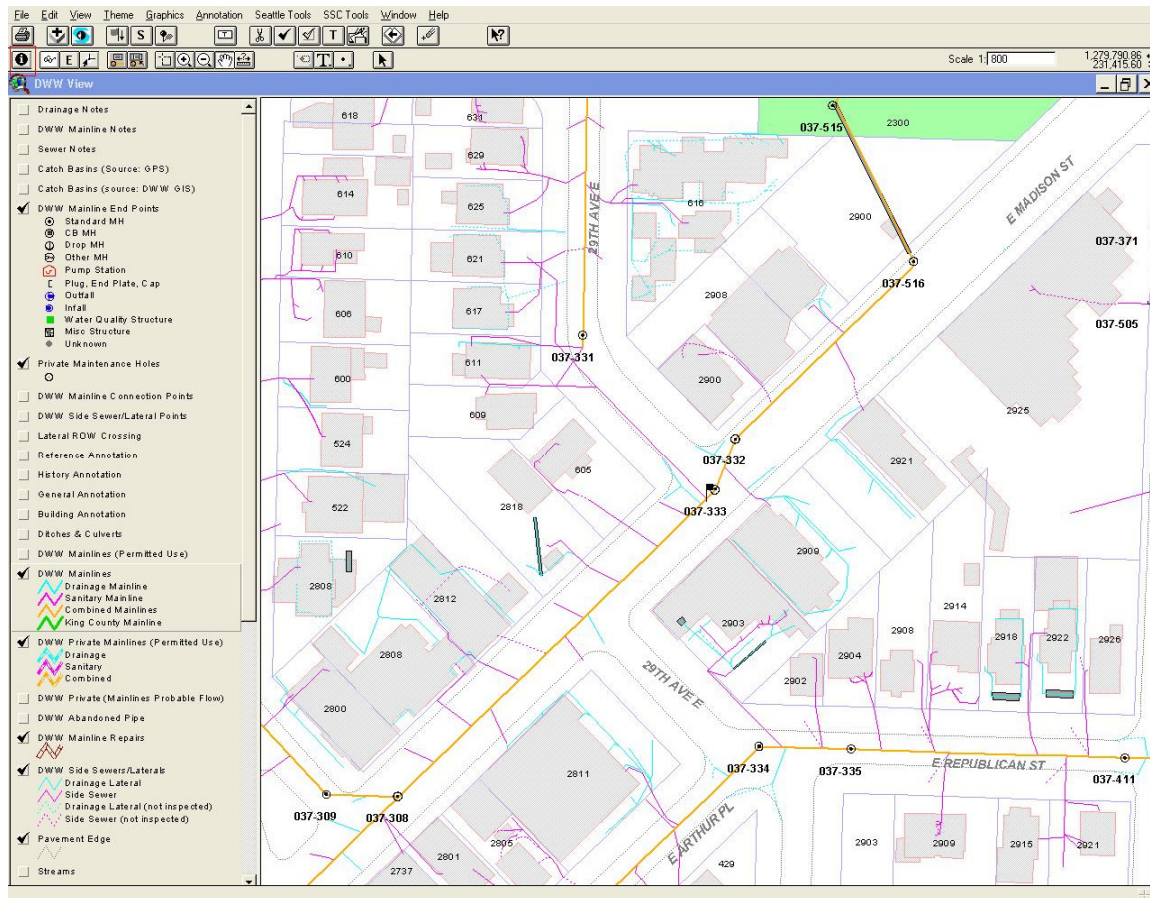 File Edit View Theme Graphics Annotation Seattle Tools SSC Tools Window Help
S T
E T Scale 1: 800 1,279,790.86
231,415.60
DWW View
Drainage Notes
DWW Mainline Notes
Sewer Notes
Catch Basins (Source: GPS)
Catch Basins (source: DWW GIS)
DWW Mainline End Points
Standard MH
CB MH
Drop MH
Other MH
Pump Station
Plug, End Plate, Cap
Outfall
Infall
Water Quality Structure
Misc Structure
Unknown
Private Maintenance Holes
DWW Mainline Connection Points
DWW Side Sewer/Lateral Points
Lateral ROW Crossing
Reference Annotation
History Annotation
General Annotation
Building Annotation
Ditches & Culverts
DWW Mainlines (Permitted Use)
DWW Mainlines
Drainage Mainline
Sanitary Mainline
Combined Mainlines
King County Mainline
DWW Private Mainlines (Permitted Use)
Drainage
Sanitary
Combined
DWW Private (Mainlines Probable Flow)
DWW Abandoned Pipe
DWW Mainline Repairs
DWW Side Sewers/Laterals
Drainage Lateral
Side Sewer
Drainage Lateral (not inspected)
Side Sewer (not inspected)
Pavement Edge
Streams
618
631
037-515
2300
629
614
625
616
29TH AVE E
E MADISON ST
2900
037-371
610
621
037-516
606
617
2908
037-505
037-331
611
600
2900
609
2925
524
037-332
2921
605
522
2818
037-333
2909
2808
2812
2914
2903
2908
2918
2922
2926
2808
2904
2902
2800
29TH AVE E
2811
037-334
037-335
E REPUBLICAN ST
037-411
037-309
037-308
E ARTHUR PL
2805
2801
2903
2909
2915
2921
429
2737